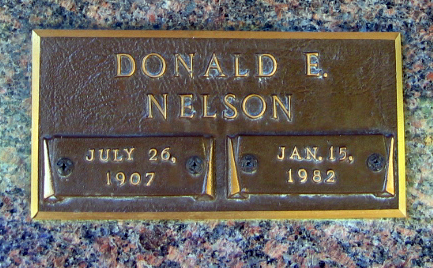 DONALD E.
NELSON
JULY 26,
1907
JAN. 15,
1982